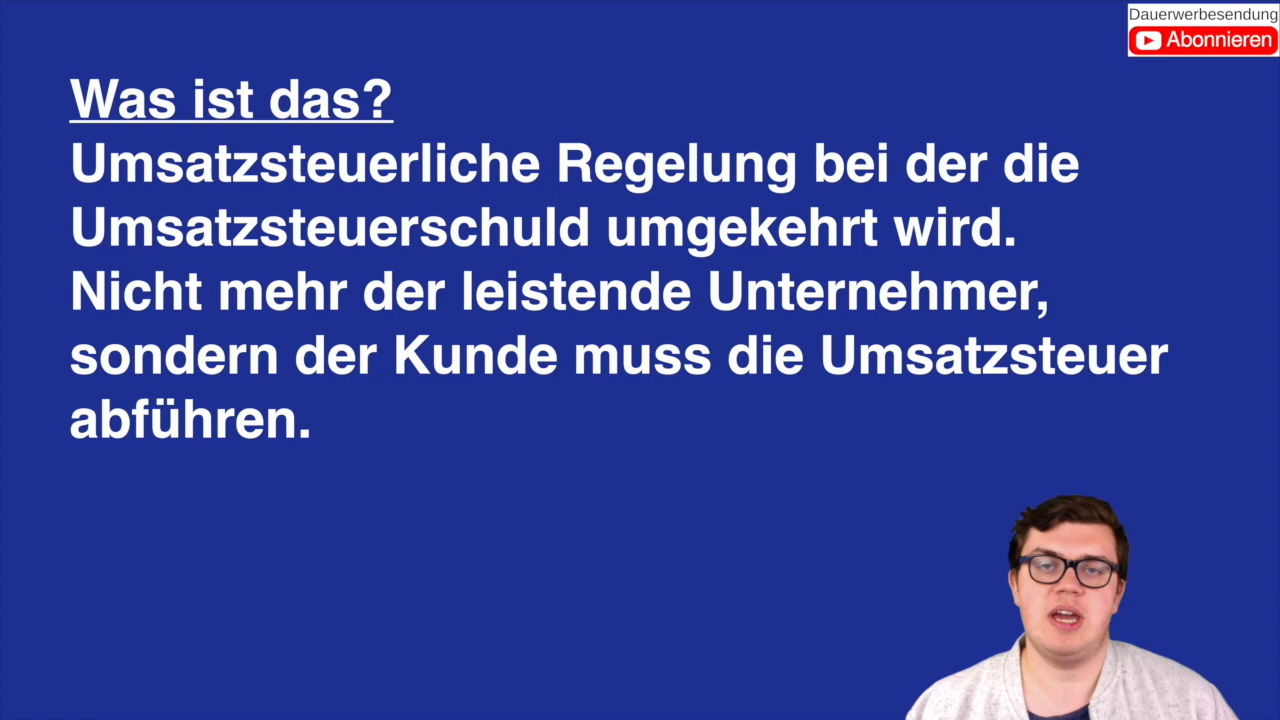 Dauerwerbesendung
Abonnieren
Was ist das?
Umsatzsteuerliche Regelung bei der die
Umsatzsteuerschuld umgekehrt wird.
Nicht mehr der leistende Unternehmer,
sondern der Kunde muss die Umsatzsteuer
abführen.